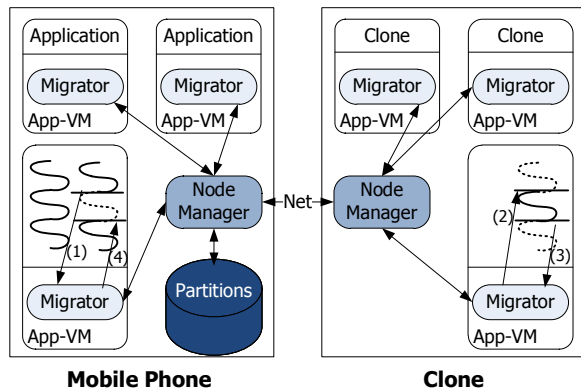 Application
Application
Clone
Clone
Migrator
Migrator
Migrator
Migrator
App-VM
App-VM
App-VM
App-VM
Node
Manager
Net
Node
Manager
(1)
(4)
(2)
(3)
Migrator
Partitions
Migrator
App-VM
App-VM
Mobile Phone
Clone